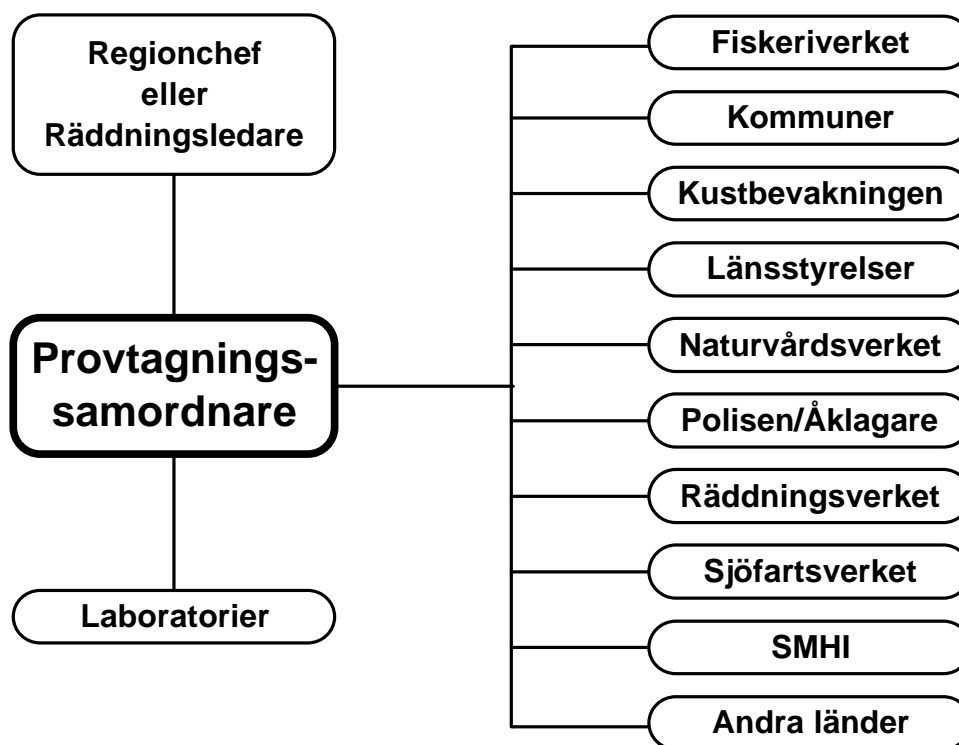 Regionchef
eller
Räddningsledare
Provtagnings-
samordnare
Laboratorier
Fiskeriverket
Kommuner
Kustbevakningen
Länsstyrelser
Naturvårdsverket
Polisen/Åklagare
Räddningsverket
Sjöfartsverket
SMHI
Andra länder